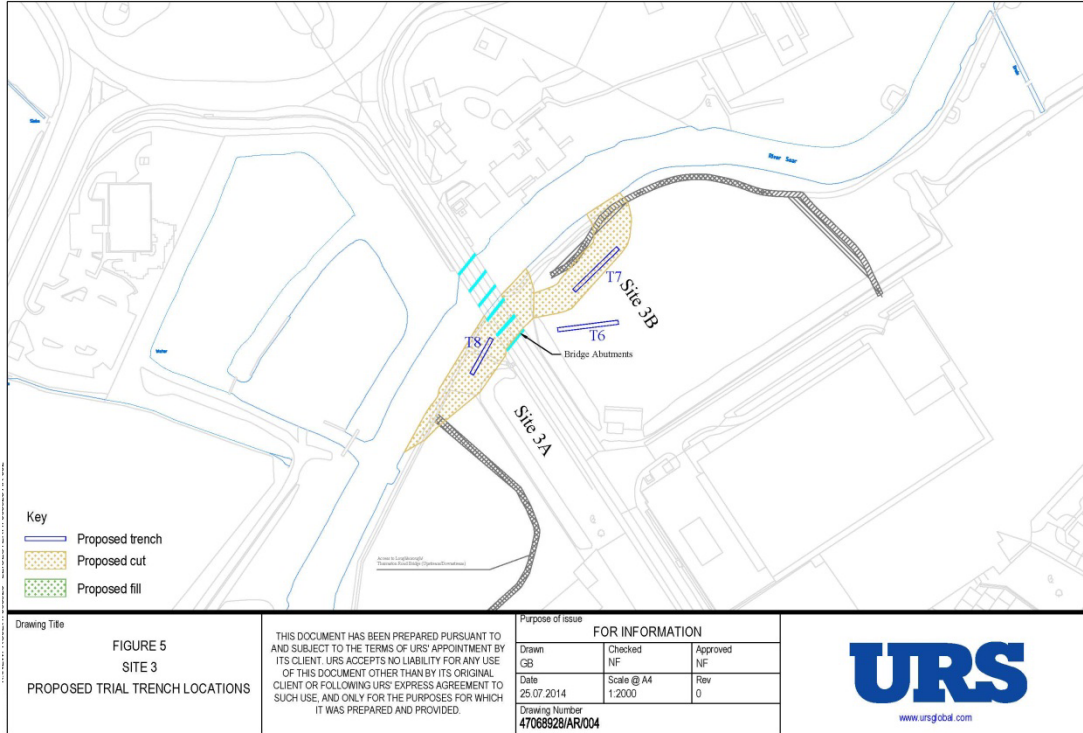 River Soar
Water
T7
Site 3B
T6
T8
Bridge Abutments
Site 3A
Key
Proposed trench
Proposed cut
Proposed fill
Drawing Title
FIGURE 5
SITE 3
PROPOSED TRIAL TRENCH LOCATIONS
THIS DOCUMENT HAS BEEN PREPARED PURSUANT TO
AND SUBJECT TO THE TERMS OF URS' APPOINTMENT BY
ITS CLIENT. URS ACCEPTS NO LIABILITY FOR ANY USE
OF THIS DOCUMENT OTHER THAN BY ITS ORIGINAL
CLIENT OR FOLLOWING URS' EXPRESS AGREEMENT TO
SUCH USE, AND ONLY FOR THE PURPOSES FOR WHICH
IT WAS PREPARED AND PROVIDED.
Purpose of issue
FOR INFORMATION
Drawn Checked Approved
GB NF NF
Date Scale @ A4 Rev
25.07.2014 1:2000 0
Drawing Number
47068928/AR/004
URS
www.ursglobal.com